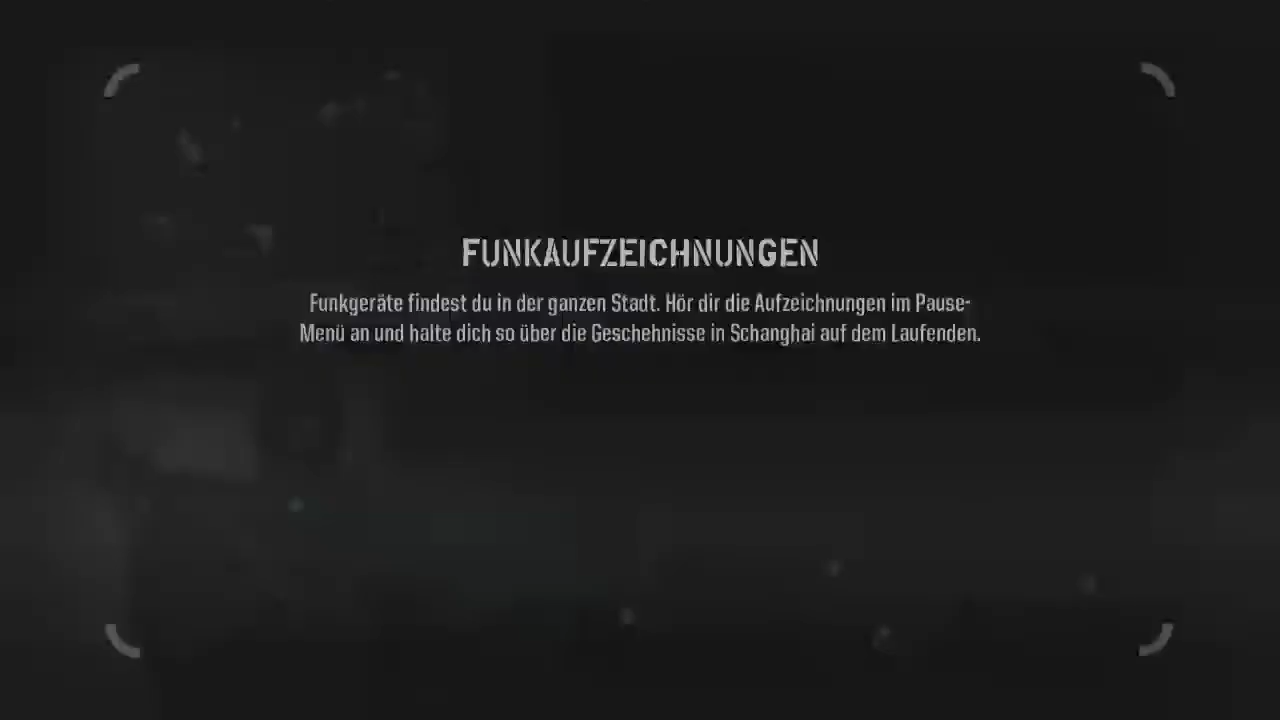 FUNKAUFZEICHNUNGEN
Funkgeräte findest du in der ganzen Stadt. Hör dir die Aufzeichnungen im Pause-
Menü an und halte dich so über die Geschehnisse in Schanghai auf dem Laufenden.